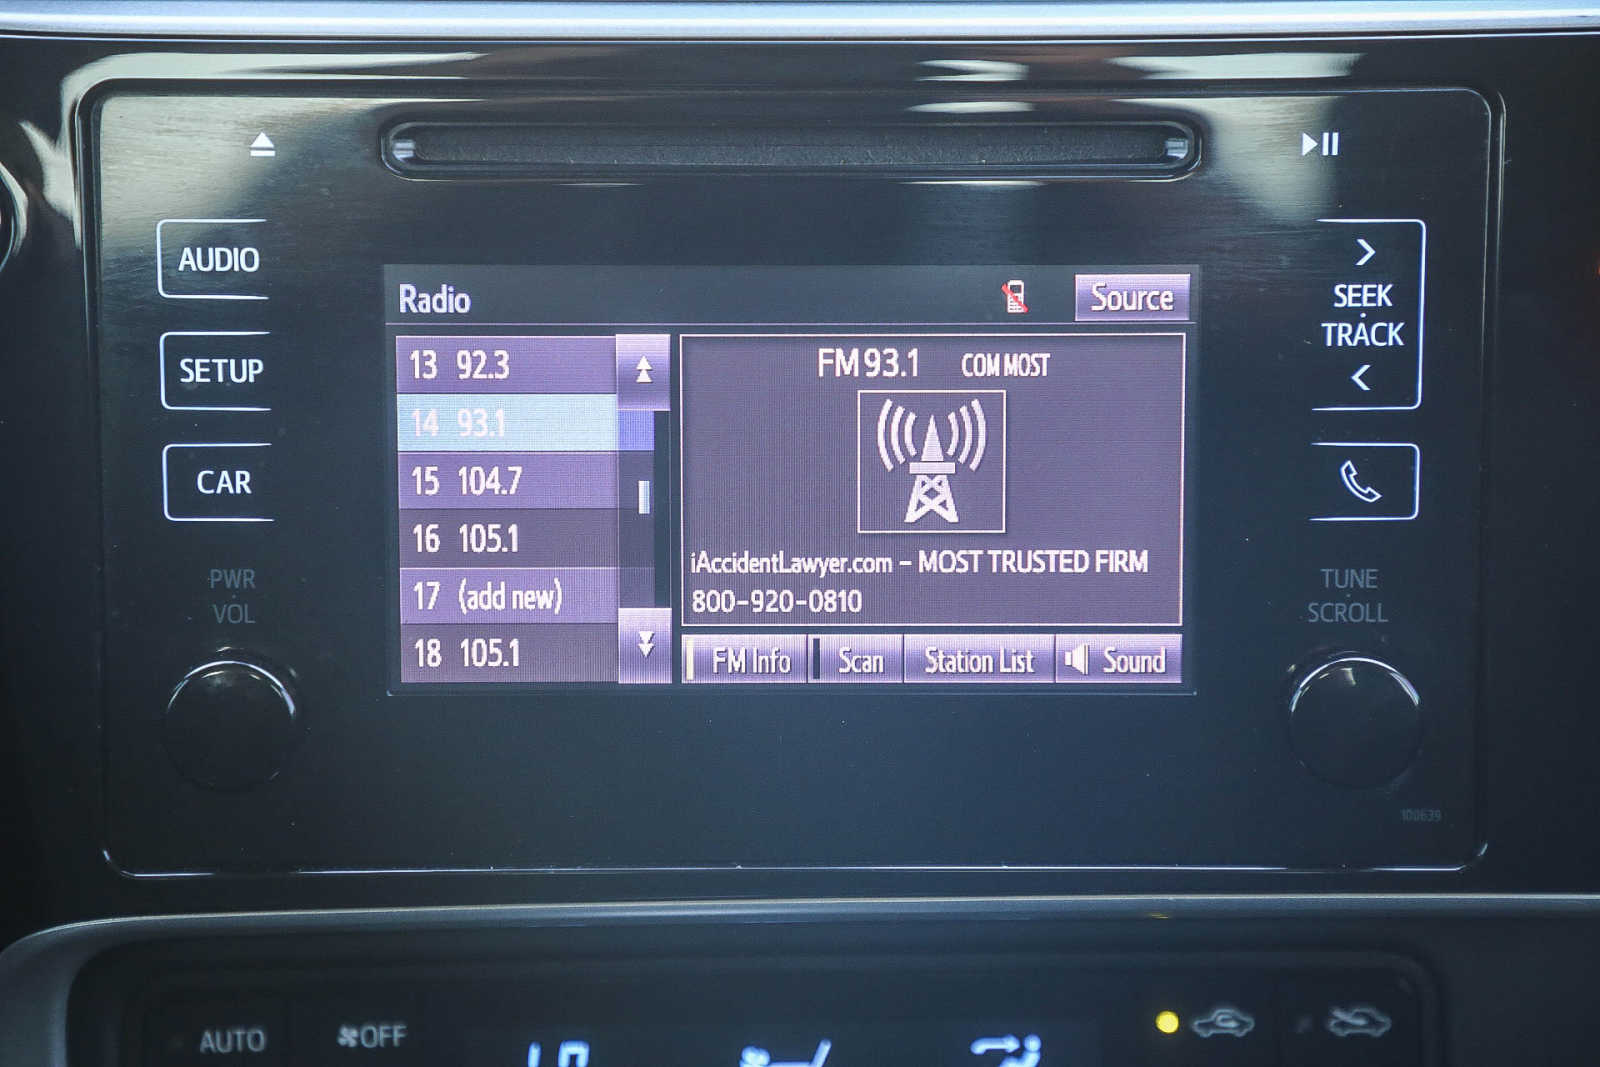 AUDIO
SETUP
CAR
PWR
VOL
Radio
Source
13 92.3
14 93.1
15 104.7
16 105.1
17 (add new)
18 105.1
FM 93.1 COM MOST
iAccidentLawyer.com - MOST TRUSTED FIRM
800-920-0810
FM Info
Scan
Station List
Sound
SEEK
TRACK
TUNE
SCROLL
100639
AUTO
OFF
LO